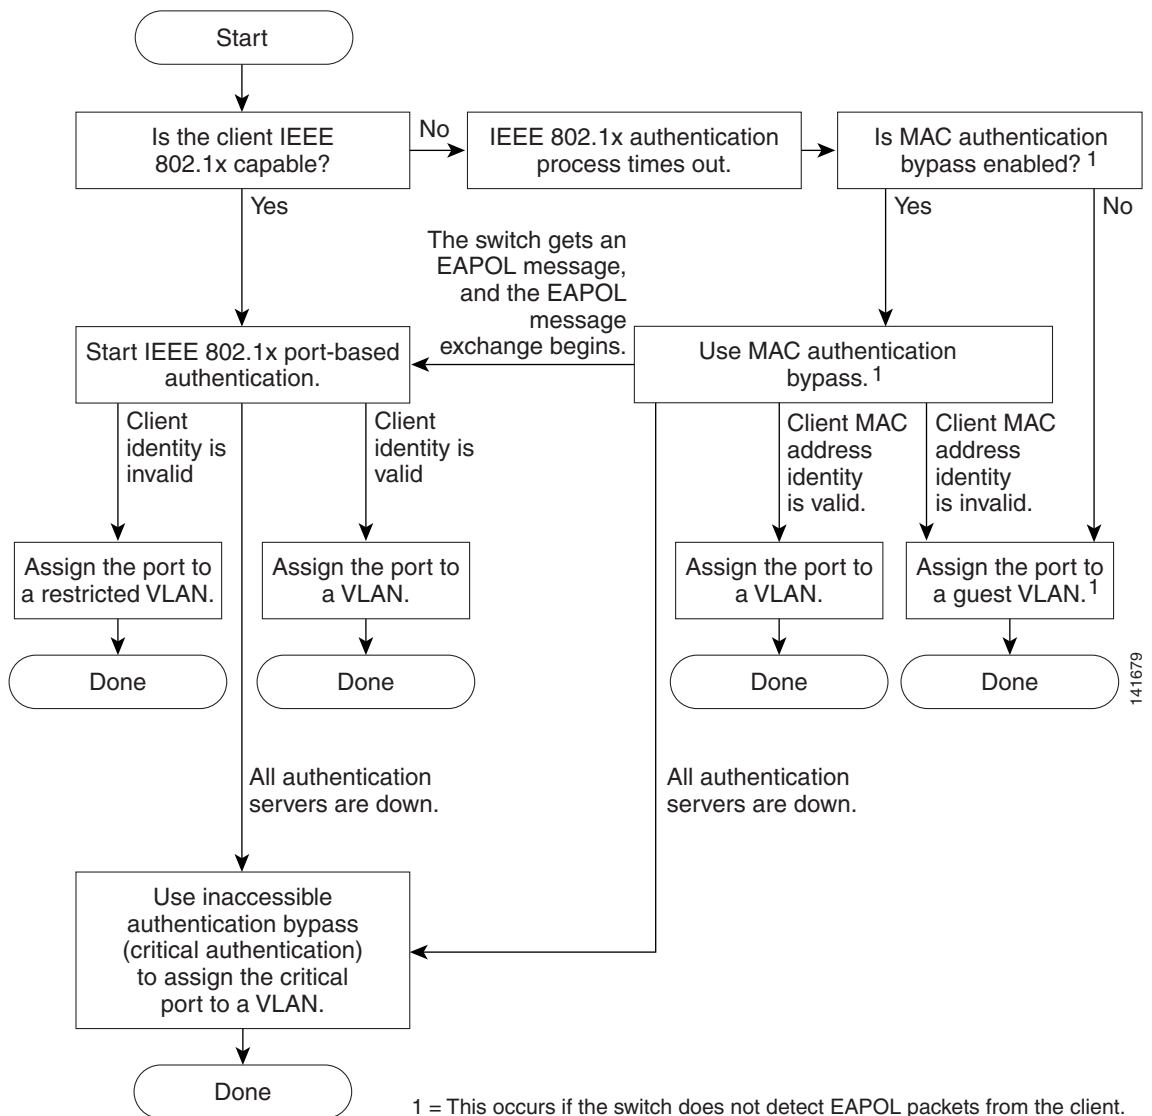 Start
Is the client IEEE
802.1x capable?
No
IEEE 802.1x authentication
process times out.
Is MAC authentication
bypass enabled? 1
Yes
Yes
No
The switch gets an
EAPOL message,
and the EAPOL
message
exchange begins.
Start IEEE 802.1x port-based
authentication.
Use MAC authentication
bypass. 1
Client
identity is
invalid
Client
identity is
valid
Client MAC
address
identity
is valid.
Client MAC
address
identity
is invalid.
Assign the port to
a restricted VLAN.
Assign the port to
a VLAN.
Assign the port to
a VLAN.
Assign the port to
a guest VLAN. 1
Done
Done
Done
Done
141679
All authentication
servers are down.
All authentication
servers are down.
Use inaccessible
authentication bypass
(critical authentication)
to assign the critical
port to a VLAN.
Done
1 = This occurs if the switch does not detect EAPOL packets from the client.